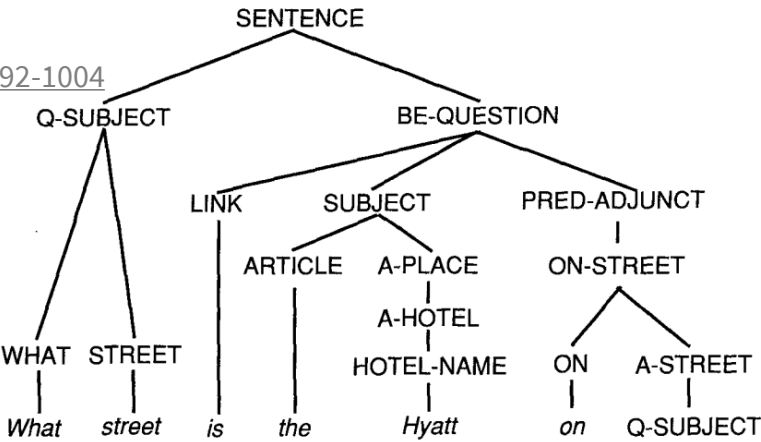 SENTENCE
92-1004
Q-SUBJECT BE-QUESTION
LINK SUBJECT PRED-ADJUNCT
ARTICLE A-PLACE ON-STREET
A-HOTEL
WHAT STREET HOTEL-NAME ON A-STREET
What street is the Hyatt on Q-SUBJECT